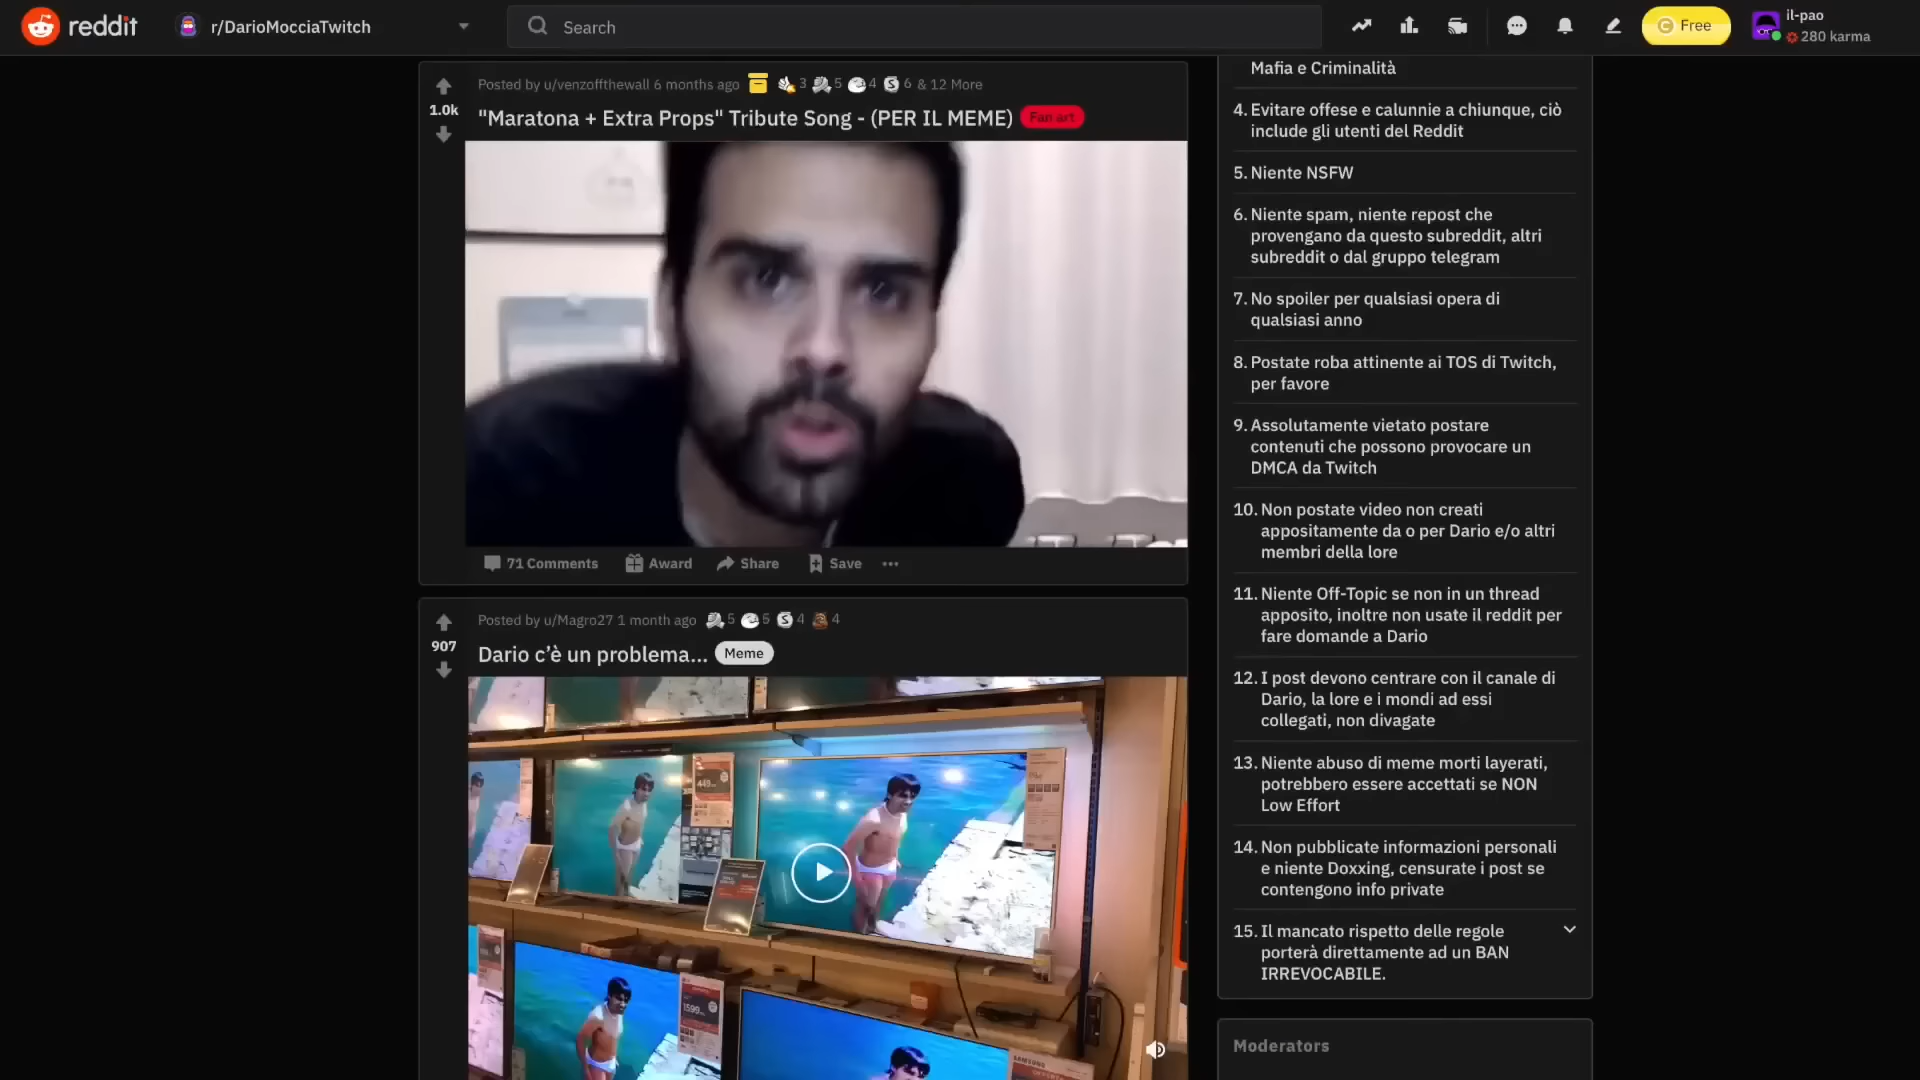 reddit
r/DarioMocciaTwitch
Search
Free
il-pao
280 karma
Posted by u/venzoffthewall 6 months ago 3 5 4 6 & 12 More
1.0k
"Maratona + Extra Props" Tribute Song - (PER IL MEME) Fan art
71 Comments Award Share Save
Posted by u/Magro27 1 month ago 5 5 4 4
907
Dario c'è un problema... Meme
449
1599
SAMSUNG
Mafia e Criminalità
4. Evitare offese e calunnie a chiunque, ciò
include gli utenti del Reddit
5. Niente NSFW
6. Niente spam, niente repost che
provengano da questo subreddit, altri
subreddit o dal gruppo telegram
7. No spoiler per qualsiasi opera di
qualsiasi anno
8. Postate roba attinente ai TOS di Twitch,
per favore
9. Assolutamente vietato postare
contenuti che possono provocare un
DMCA da Twitch
10. Non postate video non creati
appositamente da o per Dario e/o altri
membri della lore
11. Niente Off-Topic se non in un thread
apposito, inoltre non usate il reddit per
fare domande a Dario
12. I post devono centrare con il canale di
Dario, la lore e i mondi ad essi
collegati, non divagate
13. Niente abuso di meme morti layerati,
potrebbero essere accettati se NON
Low Effort
14. Non pubblicate informazioni personali
e niente Doxxing, censurate i post se
contengono info private
15. Il mancato rispetto delle regole
porterà direttamente ad un BAN
IRREVOCABILE.
Moderators